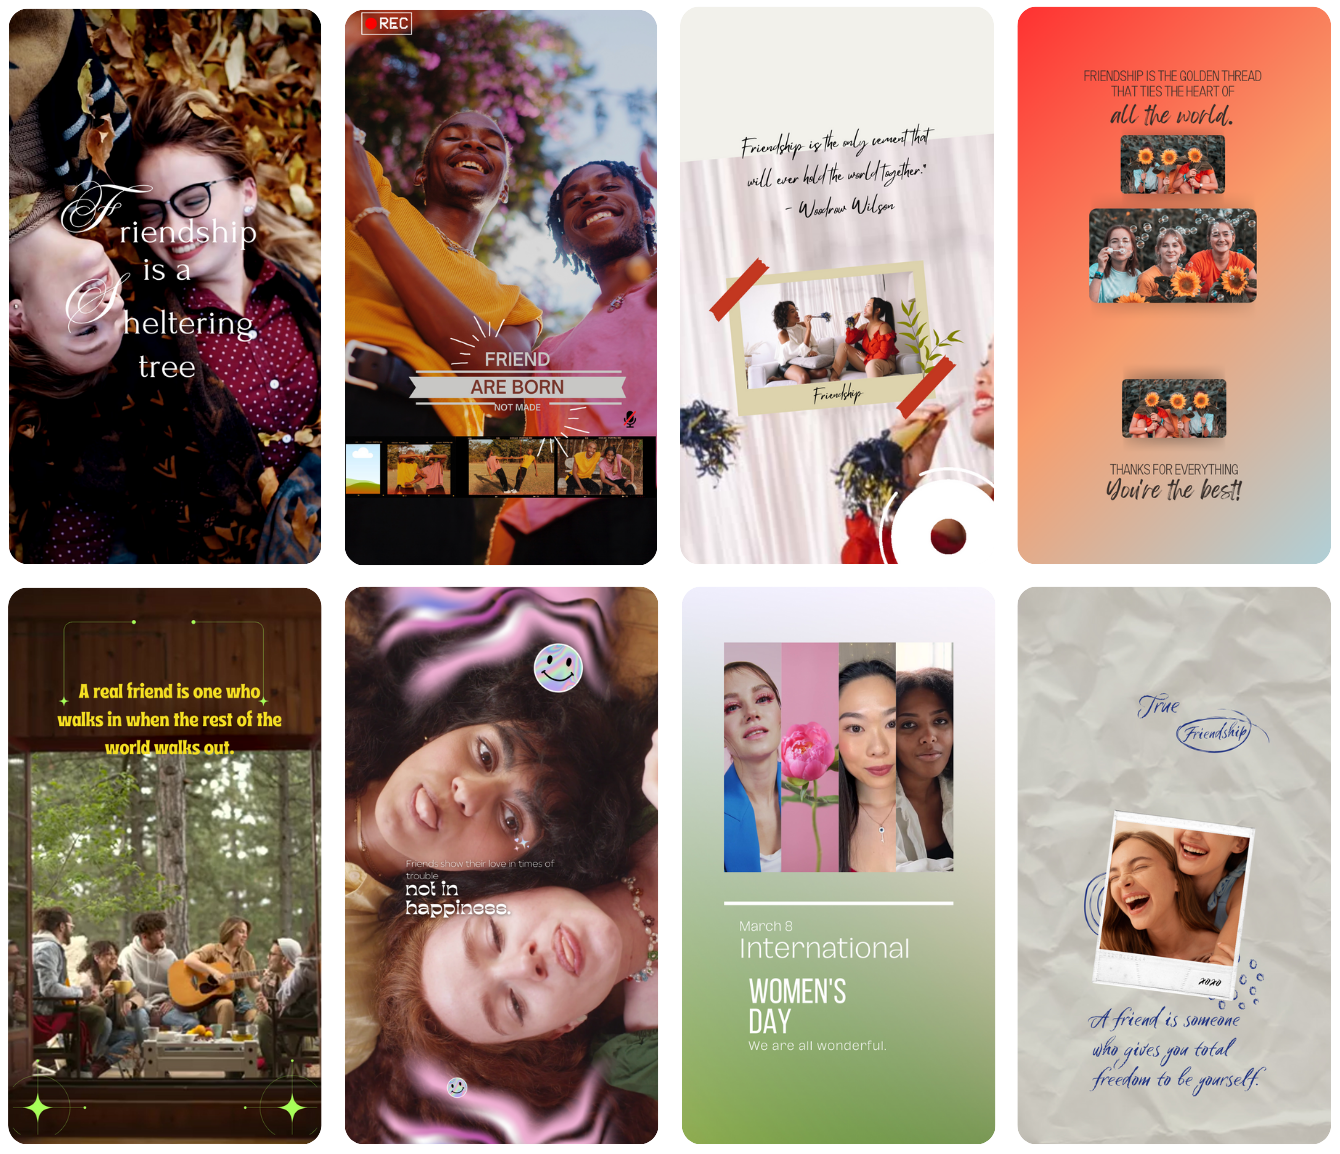 Friendship
is a
Sheltering
tree
REC
FRIEND
ARE BORN
NOT MADE
Friendship is the only cement that
will ever hold the world together."
- Woodrow Wilson
Friendship
FRIENDSHIP IS THE GOLDEN THREAD
THAT TIES THE HEART OF
all the world.
THANKS FOR EVERYTHING
You're the best!
A real friend is one who
walks in when the rest of the
world walks out.
Friends show their love in times of
trouble
not in
happiness.
March 8
International
WOMEN'S
DAY
We are all wonderful.
True
Friendship
2020
A friend is someone
who gives you total
freedom to be yourself.